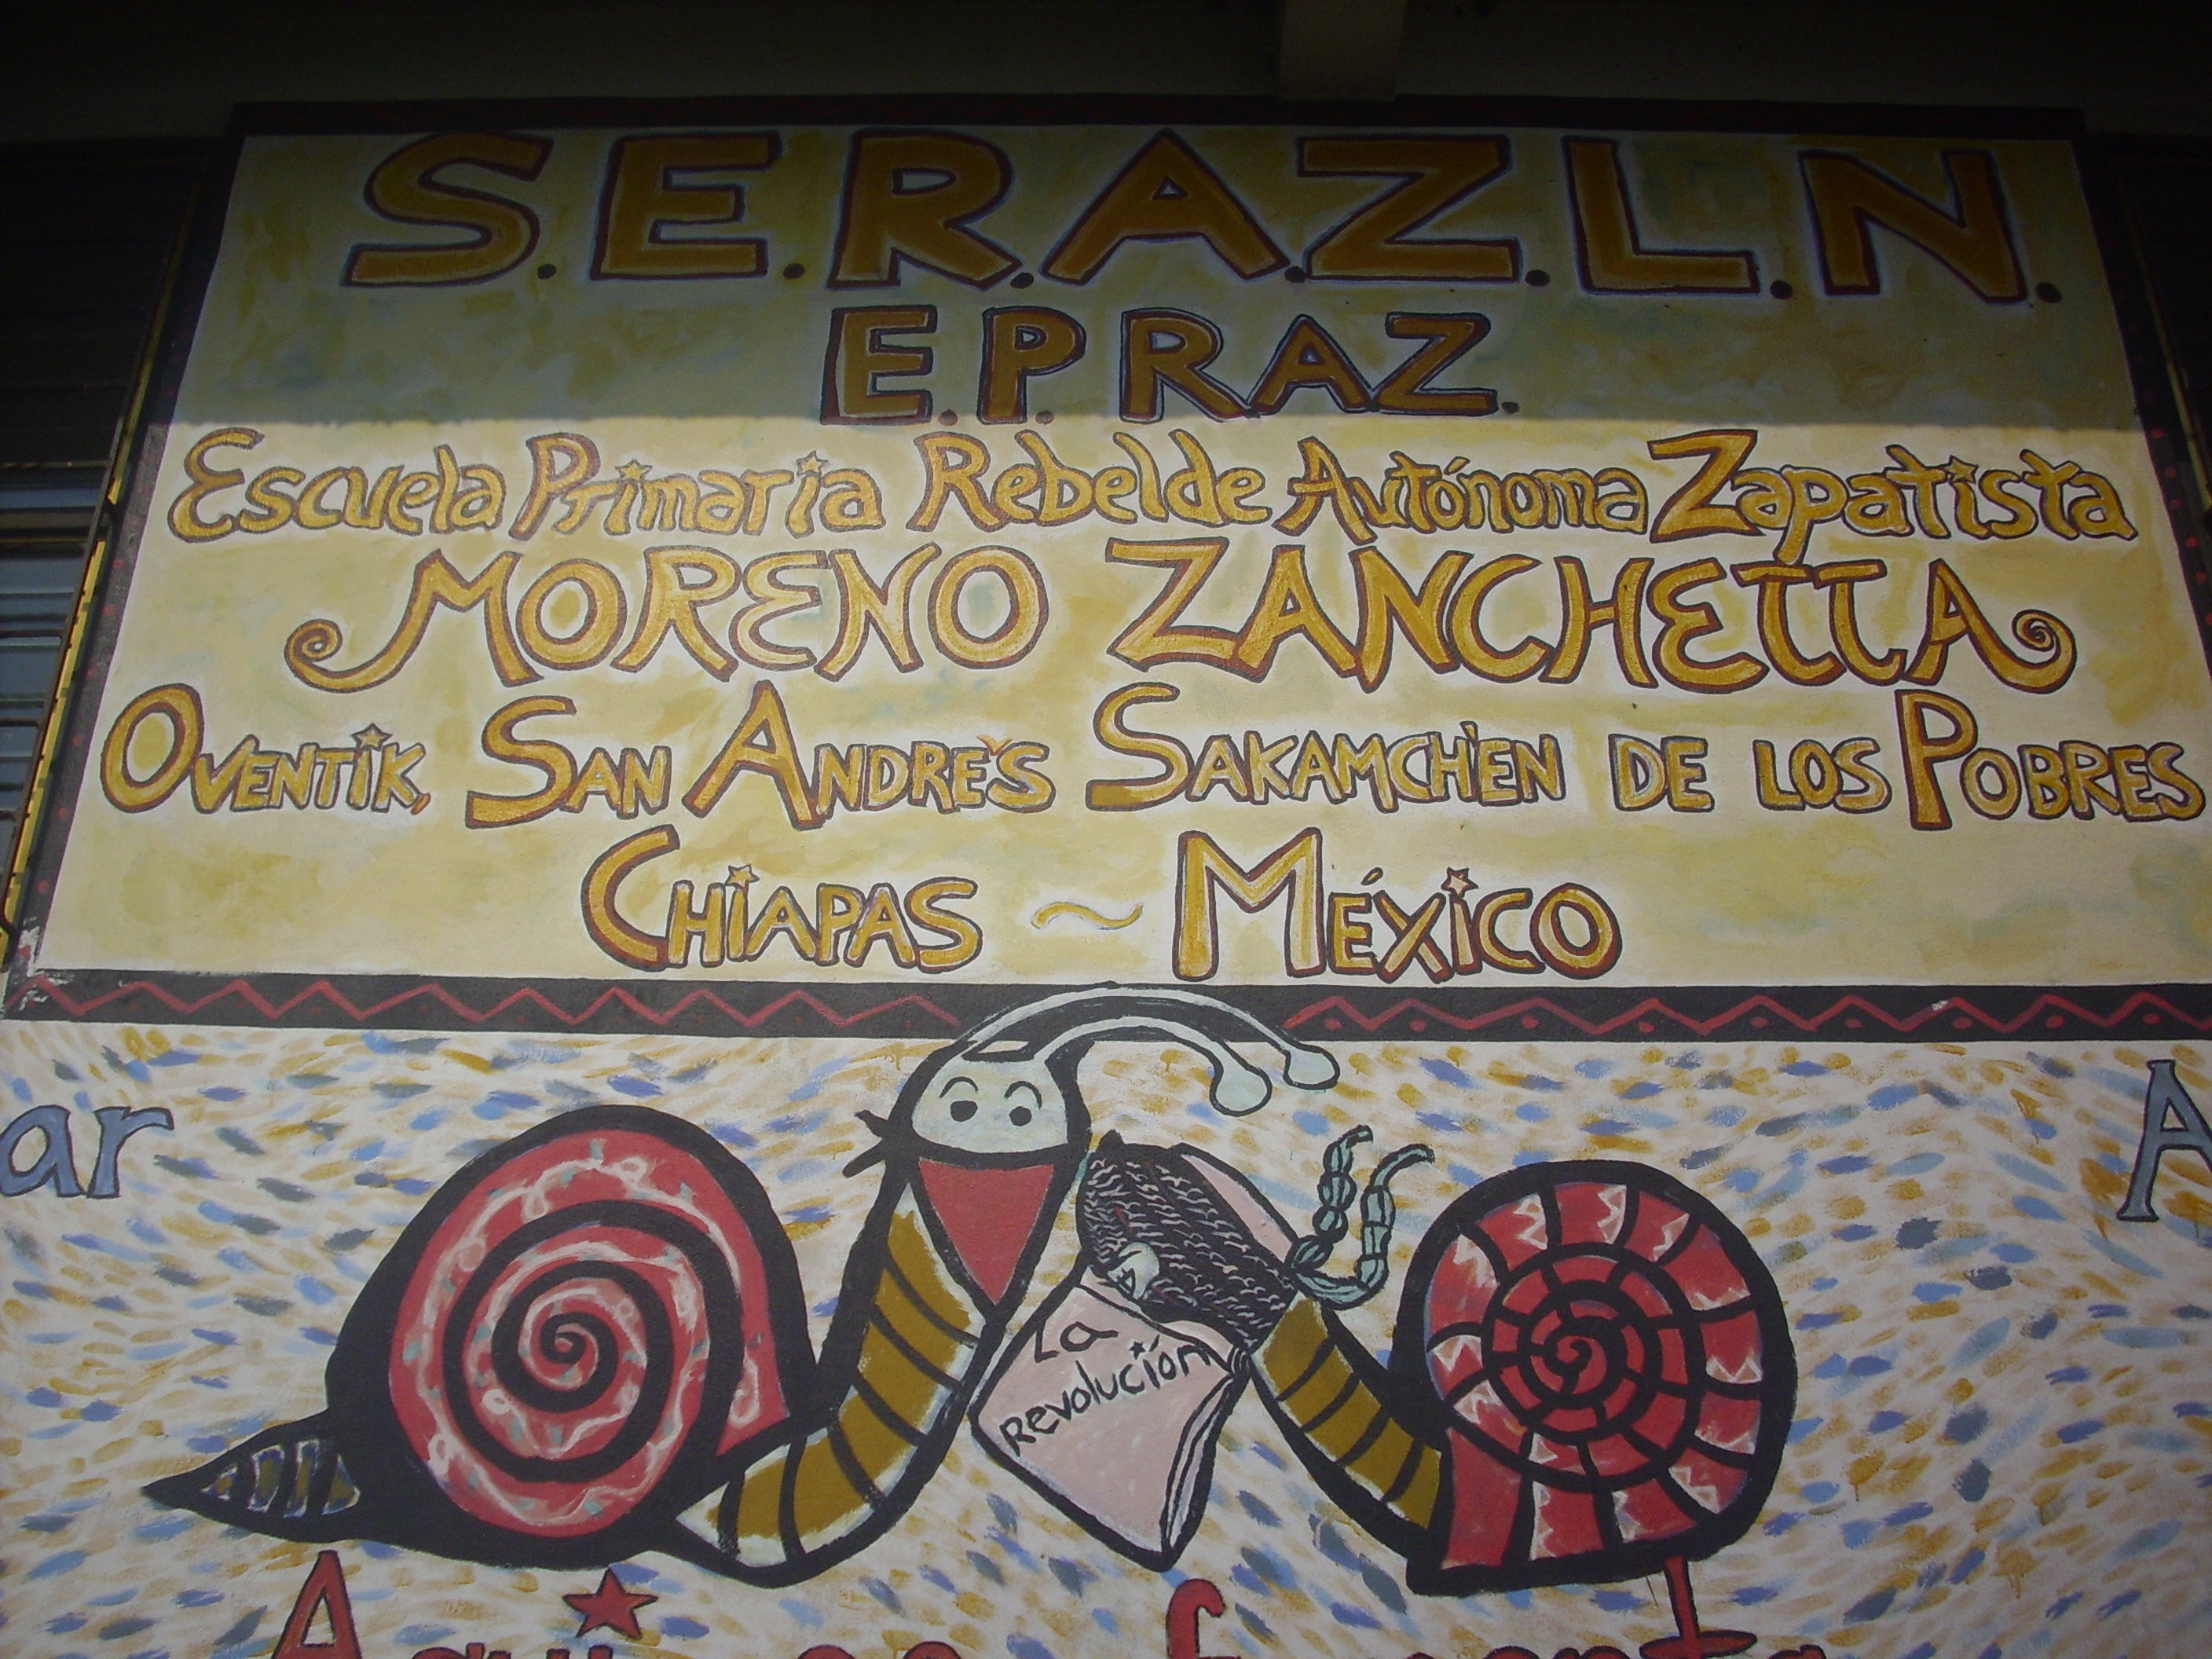 S.E.R.A.Z.L.N.
E.P.R.A.Z.
Escuela Primaria Rebelde Autónoma Zapatista
MORENO ZANCHETTA
OVENTIK, SAN ANDRÉS SAKAMCH'EN DE LOS POBRES
CHIAPAS ~ MÉXICO
ar
A
La
revolución